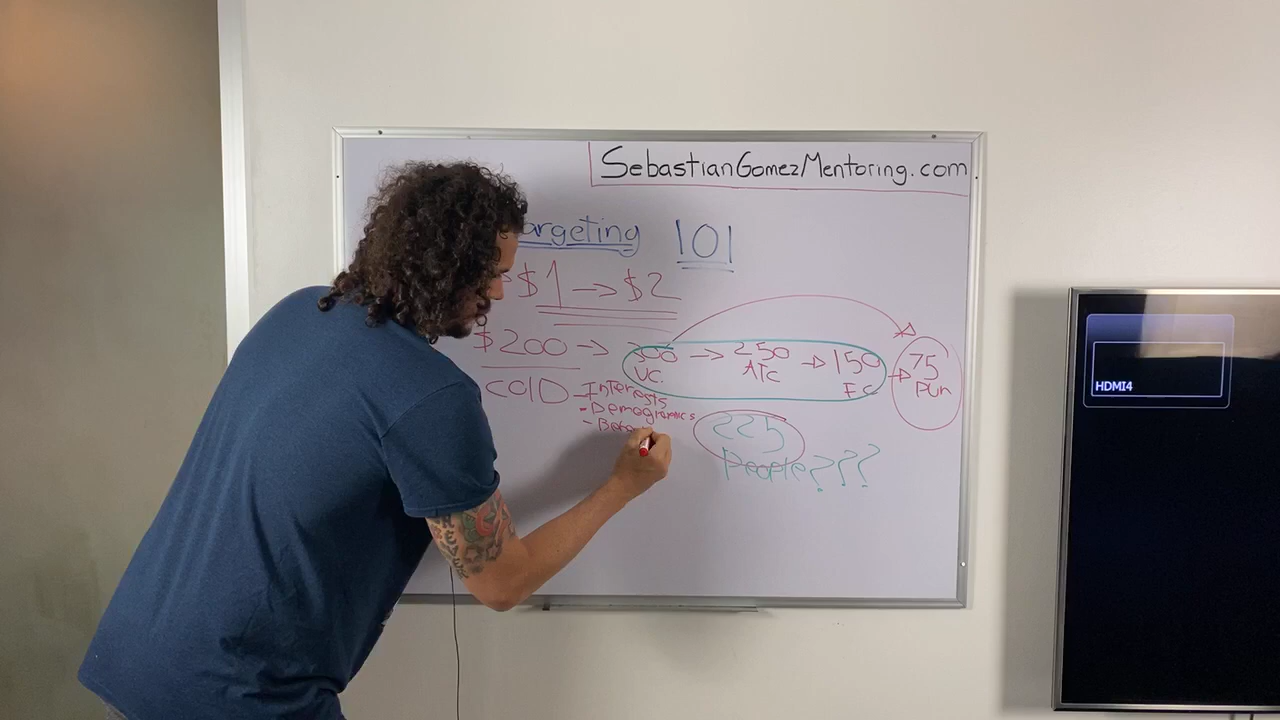 SebastianGomezMentoring.com
argeting 101
$1 → $2
$200 → 300 → 250 → 150 → 75
VC. ATC FC Pur
Cold - Interests
- Demographics
225
People???
HDMI4